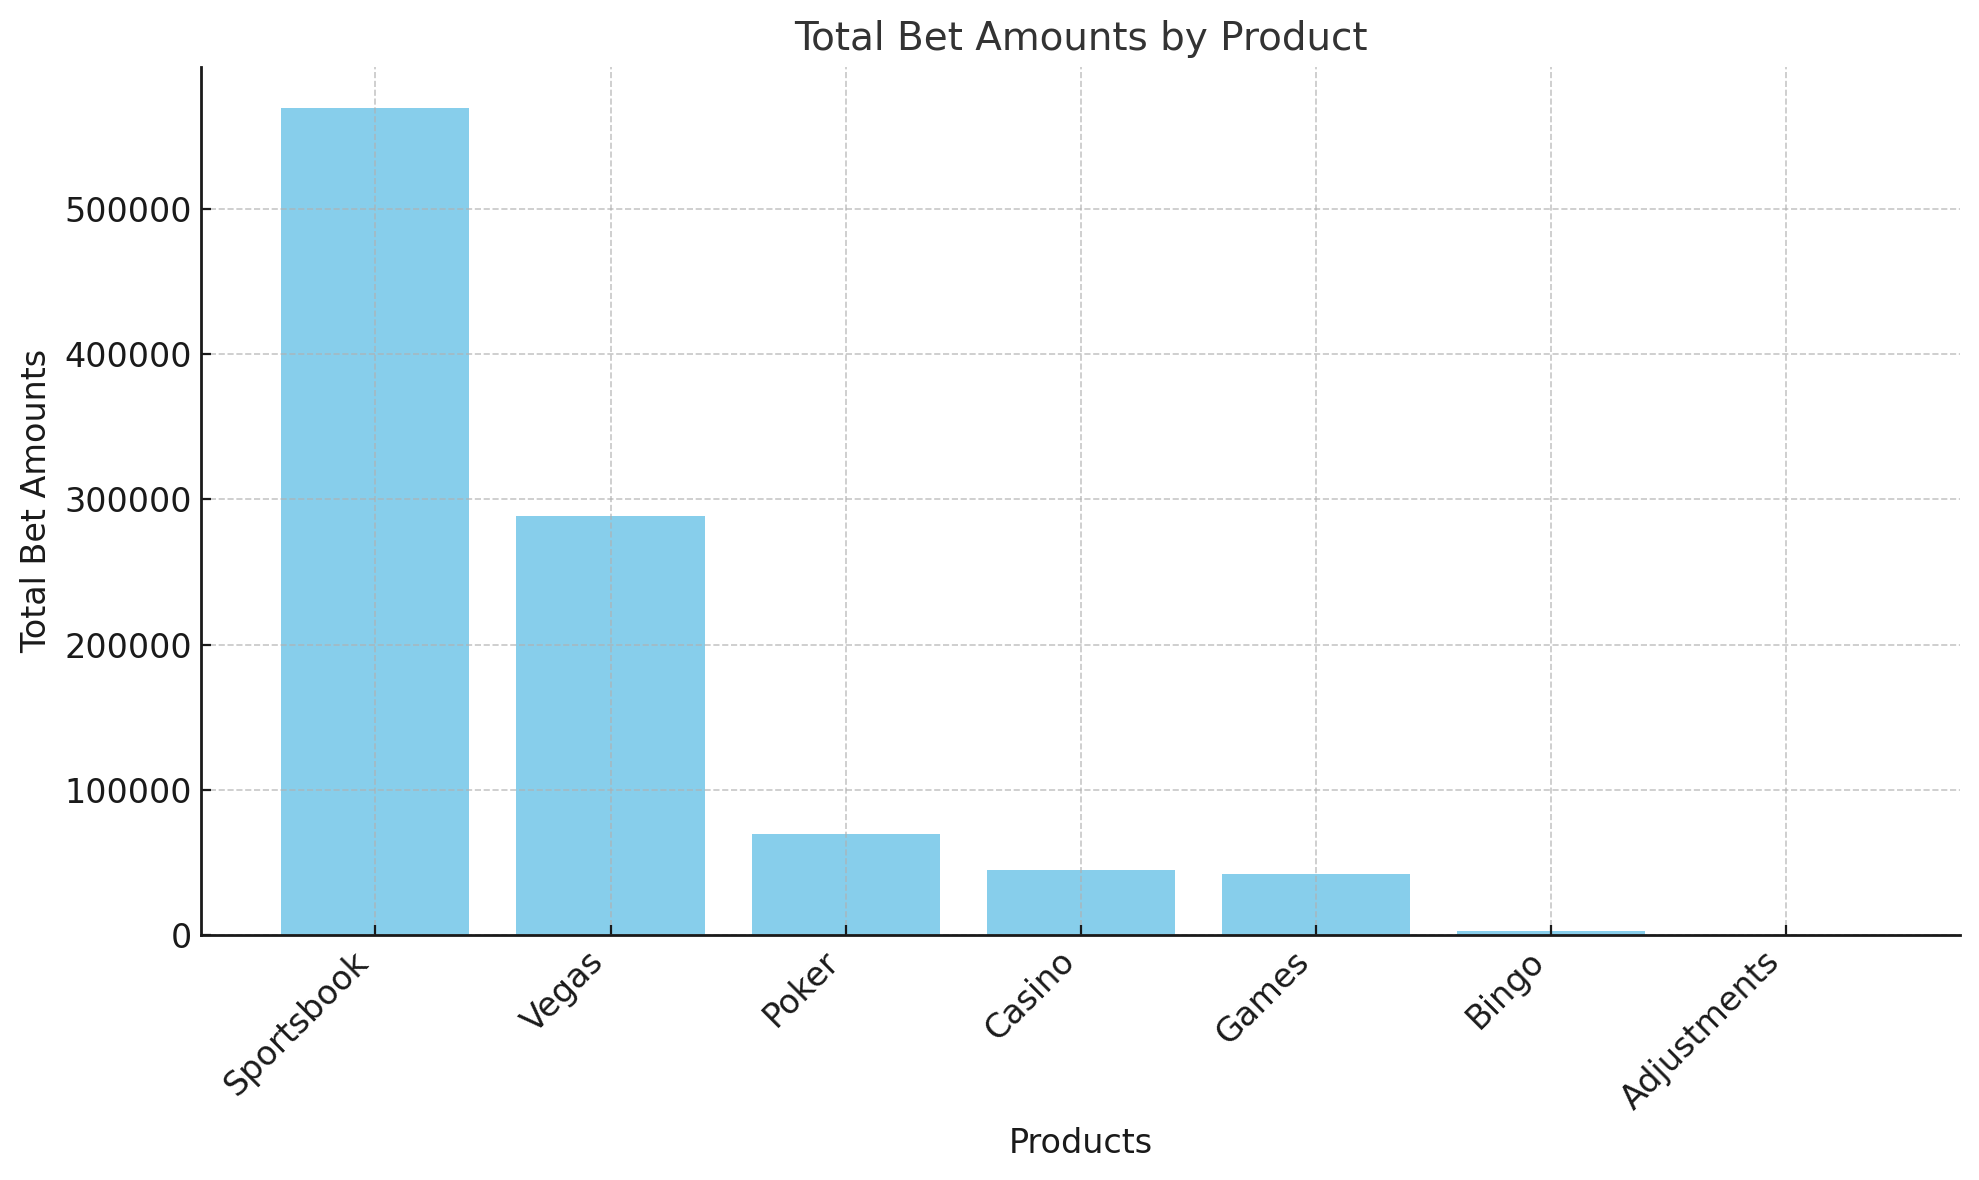 Total Bet Amounts by Product
Total Bet Amounts
500000
400000
300000
200000
100000
0
Sportsbook
Vegas
Poker
Casino
Games
Bingo
Adjustments
Products